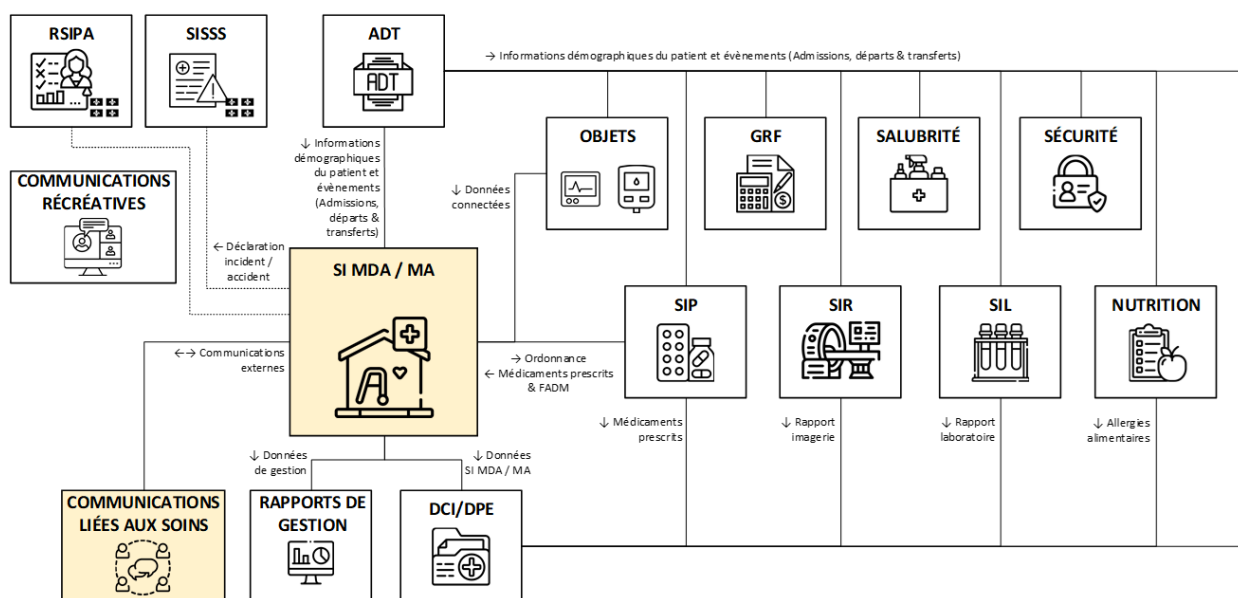 RSIPA
SISSS
ADT
ADT
→ Informations démographiques du patient et évènements (Admissions, départs & transferts)
↓ Informations
démographiques
du patient et
évènements
(Admissions,
départs &
transferts)
OBJETS
GRF
SALUBRITÉ
SÉCURITÉ
COMMUNICATIONS
RÉCRÉATIVES
↓ Données
connectées
← Déclaration
incident /
accident
SI MDA / MA
SIP
SIR
SIL
NUTRITION
←→ Communications
externes
→ Ordonnance
← Médicaments prescrits
& FADM
↓ Médicaments
prescrits
↓ Rapport
imagerie
↓ Rapport
laboratoire
↓ Allergies
alimentaires
↓ Données
de gestion
↓ Données
SI MDA / MA
COMMUNICATIONS
LIÉES AUX SOINS
RAPPORTS DE
GESTION
DCI/DPE